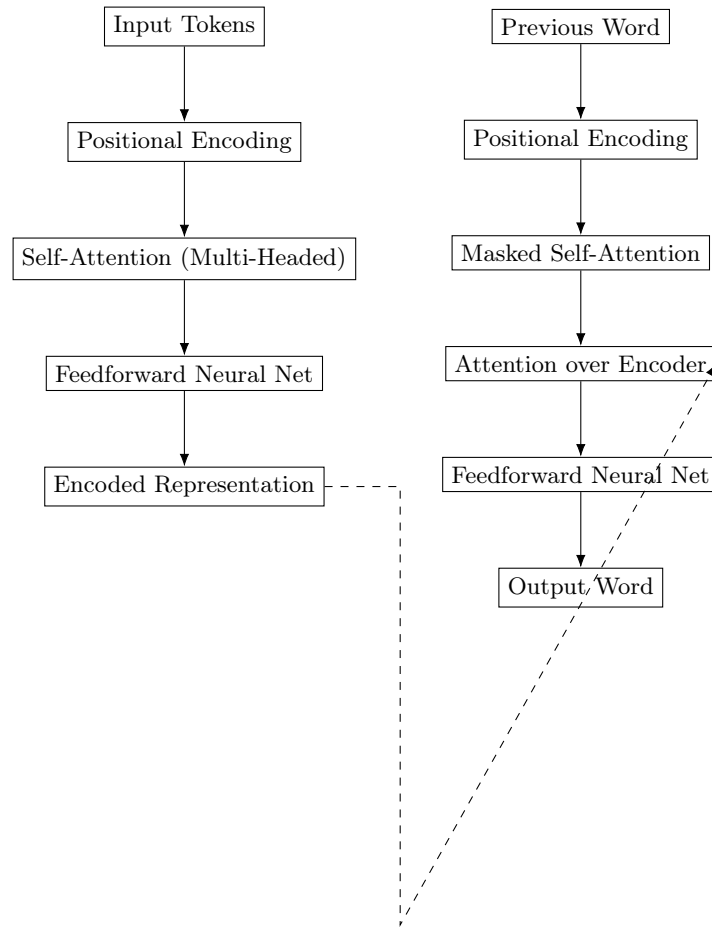 Input Tokens
Positional Encoding
Self-Attention (Multi-Headed)
Feedforward Neural Net
Encoded Representation
Previous Word
Positional Encoding
Masked Self-Attention
Attention over Encoder
Feedforward Neural Net
Output Word